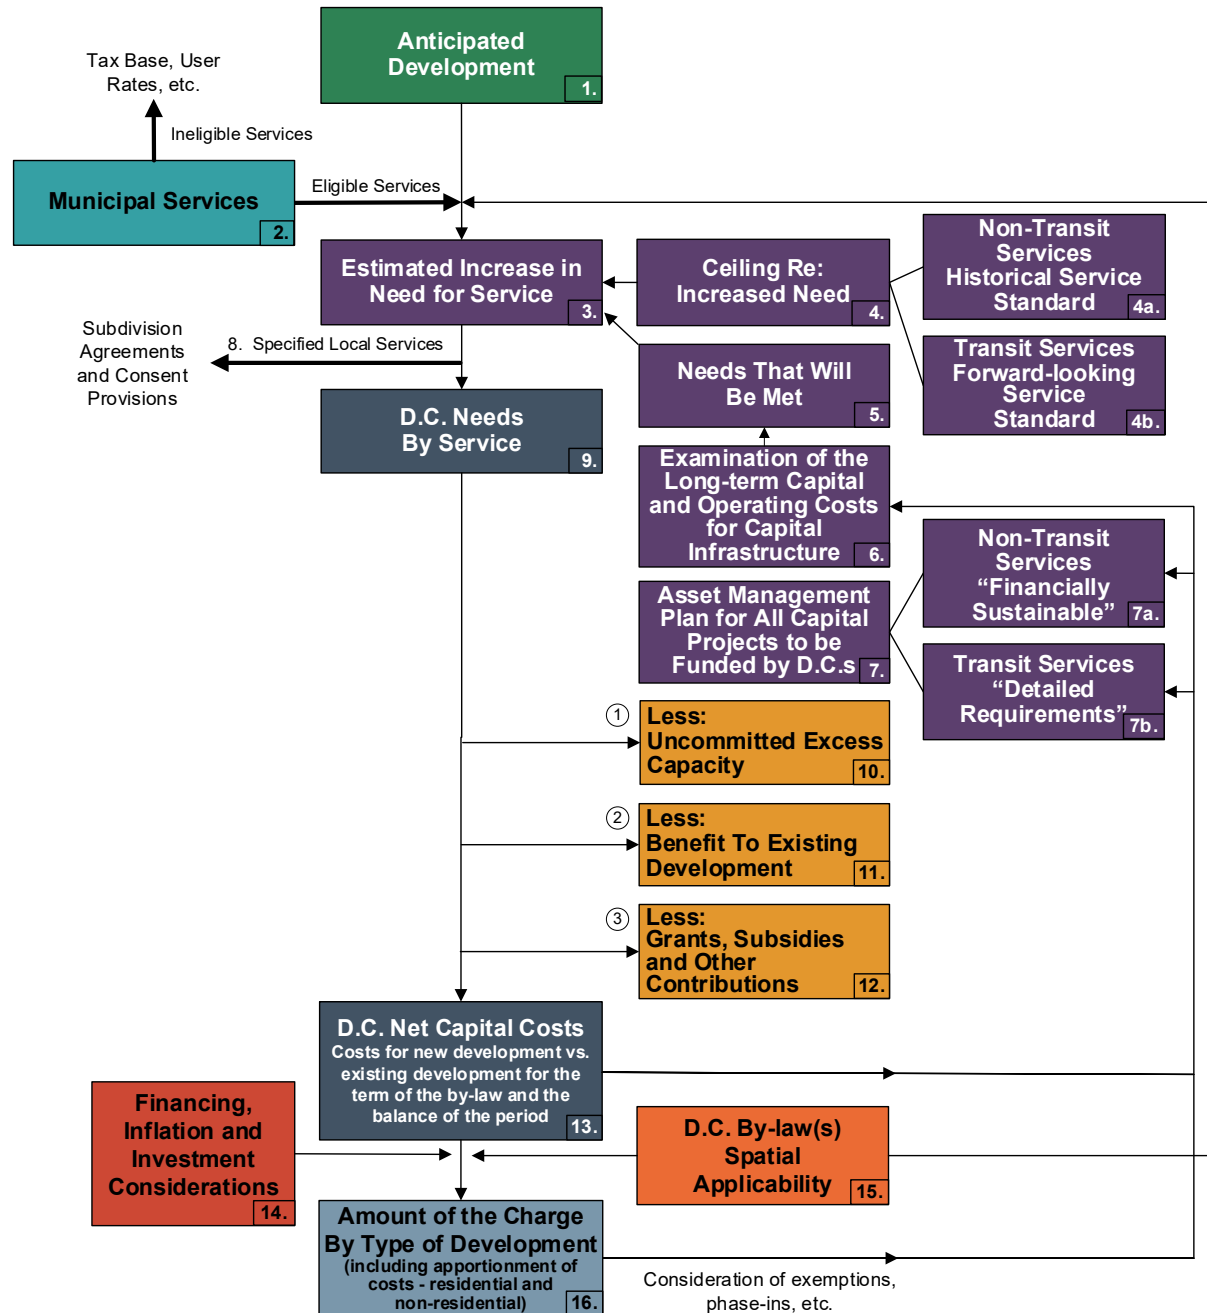 Anticipated
Development
1.
Tax Base, User
Rates, etc.
Ineligible Services
Municipal Services
2.
Eligible Services
Estimated Increase in
Need for Service
3.
Ceiling Re:
Increased Need
4.
Non-Transit
Services
Historical Service
Standard
4a.
Transit Services
Forward-looking
Service
Standard
4b.
Subdivision
Agreements
and Consent
Provisions
8. Specified Local Services
Needs That Will
Be Met
5.
D.C. Needs
By Service
9.
Examination of the
Long-term Capital
and Operating Costs
for Capital
Infrastructure
6.
Non-Transit
Services
“Financially
Sustainable”
7a.
Asset Management
Plan for All Capital
Projects to be
Funded by D.C.s
7.
Transit Services
“Detailed
Requirements”
7b.
1
Less:
Uncommitted Excess
Capacity
10.
2
Less:
Benefit To Existing
Development
11.
3
Less:
Grants, Subsidies
and Other
Contributions
12.
D.C. Net Capital Costs
Costs for new development vs.
existing development for the
term of the by-law and the
balance of the period
13.
Financing,
Inflation and
Investment
Considerations
14.
D.C. By-law(s)
Spatial
Applicability
15.
Amount of the Charge
By Type of Development
(including apportionment of
costs - residential and
non-residential)
16.
Consideration of exemptions,
phase-ins, etc.